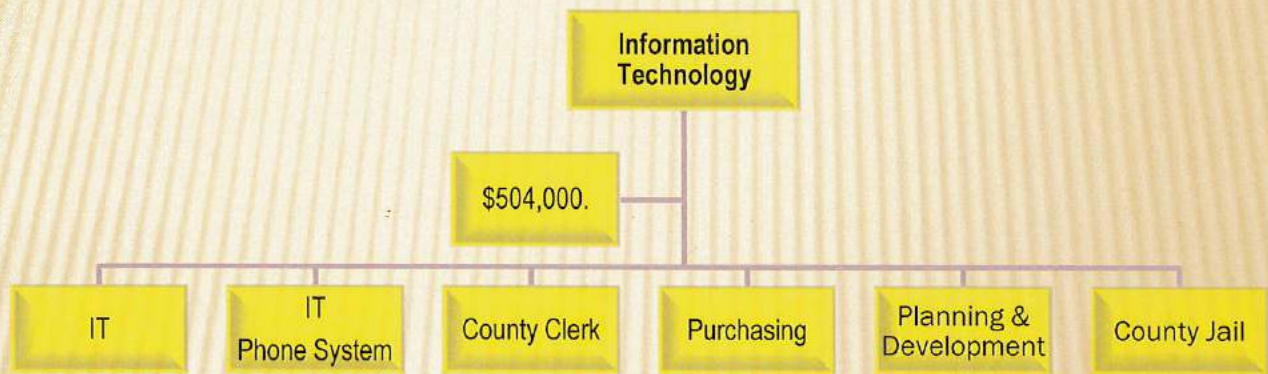 Information
Technology
$504,000.
IT
IT
Phone System
County Clerk
Purchasing
Planning &
Development
County Jail